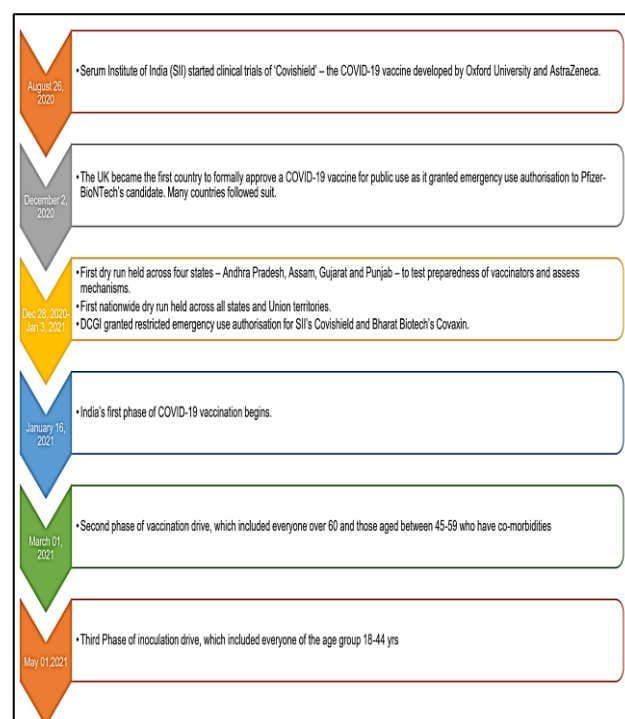 August 26,
2020
• Serum Institute of India (SII) started clinical trials of ‘Covishield’ – the COVID-19 vaccine developed by Oxford University and AstraZeneca.
December 2,
2020
• The UK became the first country to formally approve a COVID-19 vaccine for public use as it granted emergency use authorisation to Pfizer-
BioNTech’s candidate. Many countries followed suit.
Dec 28, 2020-
Jan 3, 2021
• First dry run held across four states – Andhra Pradesh, Assam, Gujarat and Punjab – to test preparedness of vaccinators and assess
mechanisms.
• First nationwide dry run held across all states and Union territories.
• DCGI granted restricted emergency use authorisation for SII’s Covishield and Bharat Biotech’s Covaxin.
January 16,
2021
• India’s first phase of COVID-19 vaccination begins.
March 01,
2021
• Second phase of vaccination drive, which included everyone over 60 and those aged between 45-59 who have co-morbidities
May 01,2021
• Third Phase of inoculation drive, which included everyone of the age group 18-44 yrs